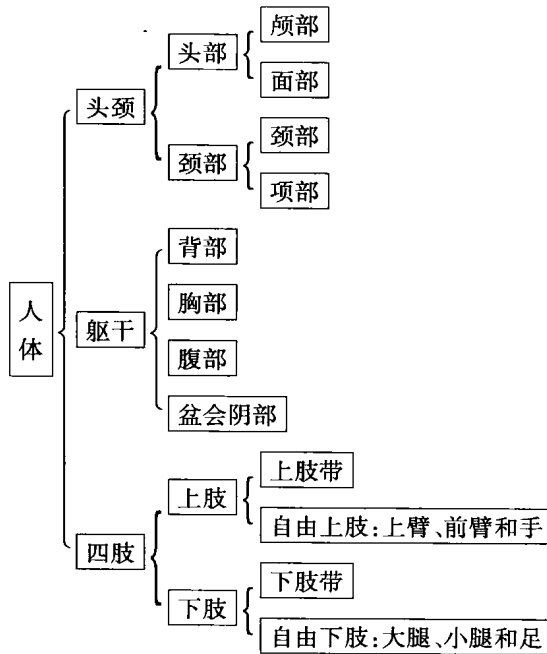 人体
头颈
头部
颅部
面部
颈部
颈部
项部
躯干
背部
胸部
腹部
盆会阴部
四肢
上肢
上肢带
自由上肢:上臂、前臂和手
下肢
下肢带
自由下肢:大腿、小腿和足